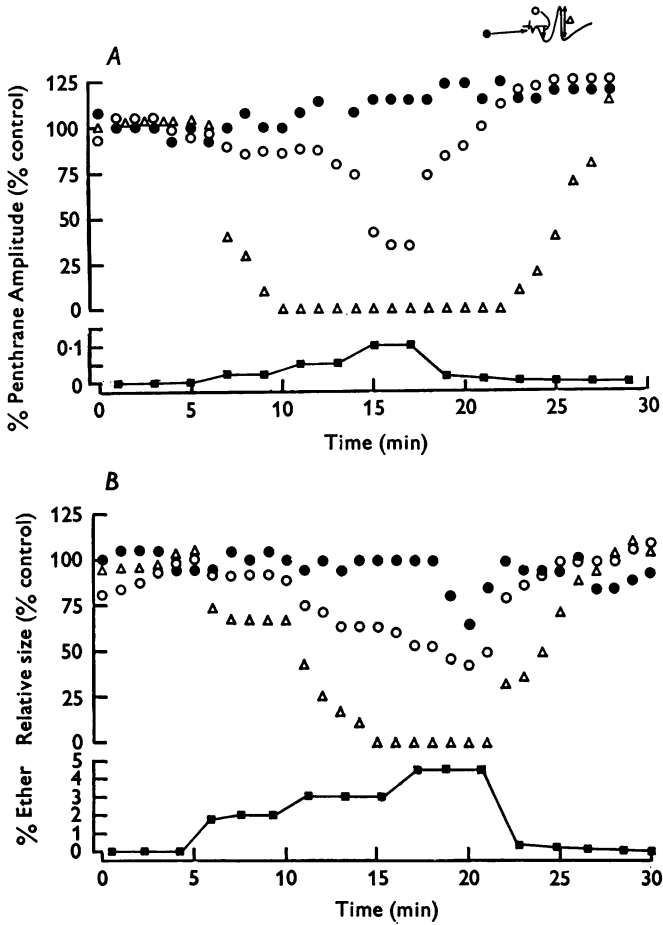 A
% Penthrane Amplitude (% control)
125
100
75
50
25
0
0·1
0
0 5 10 15 20 25 30
Time (min)
B
% Ether Relative size (% control)
125
100
75
50
25
0
5
4
3
2
1
0
0 5 10 15 20 25 30
Time (min)